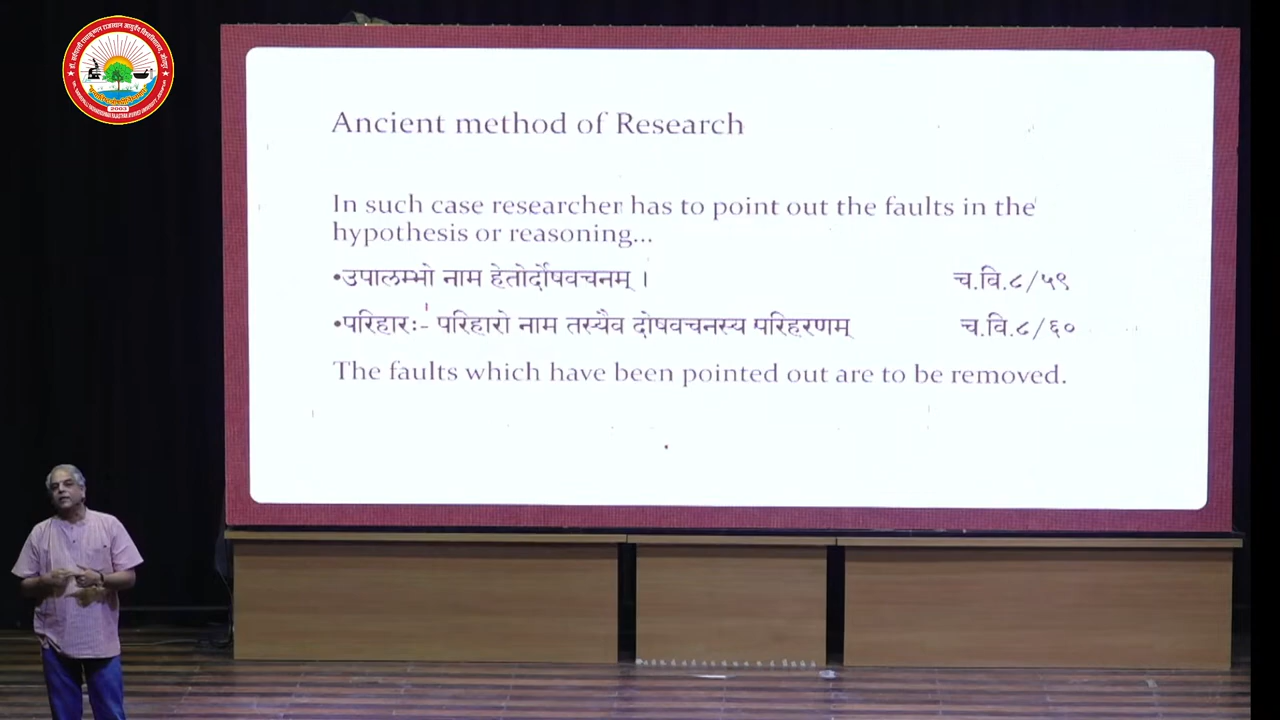 Ancient method of Research
In such case researcher has to point out the faults in the
hypothesis or reasoning...
•उपालम्भो नाम हेतोर्दोषवचनम् । च.वि.८/५९
•परिहारः- परिहारो नाम तस्यैव दोषवचनस्य परिहरणम् च.वि.८/६०
The faults which have been pointed out are to be removed.
2003